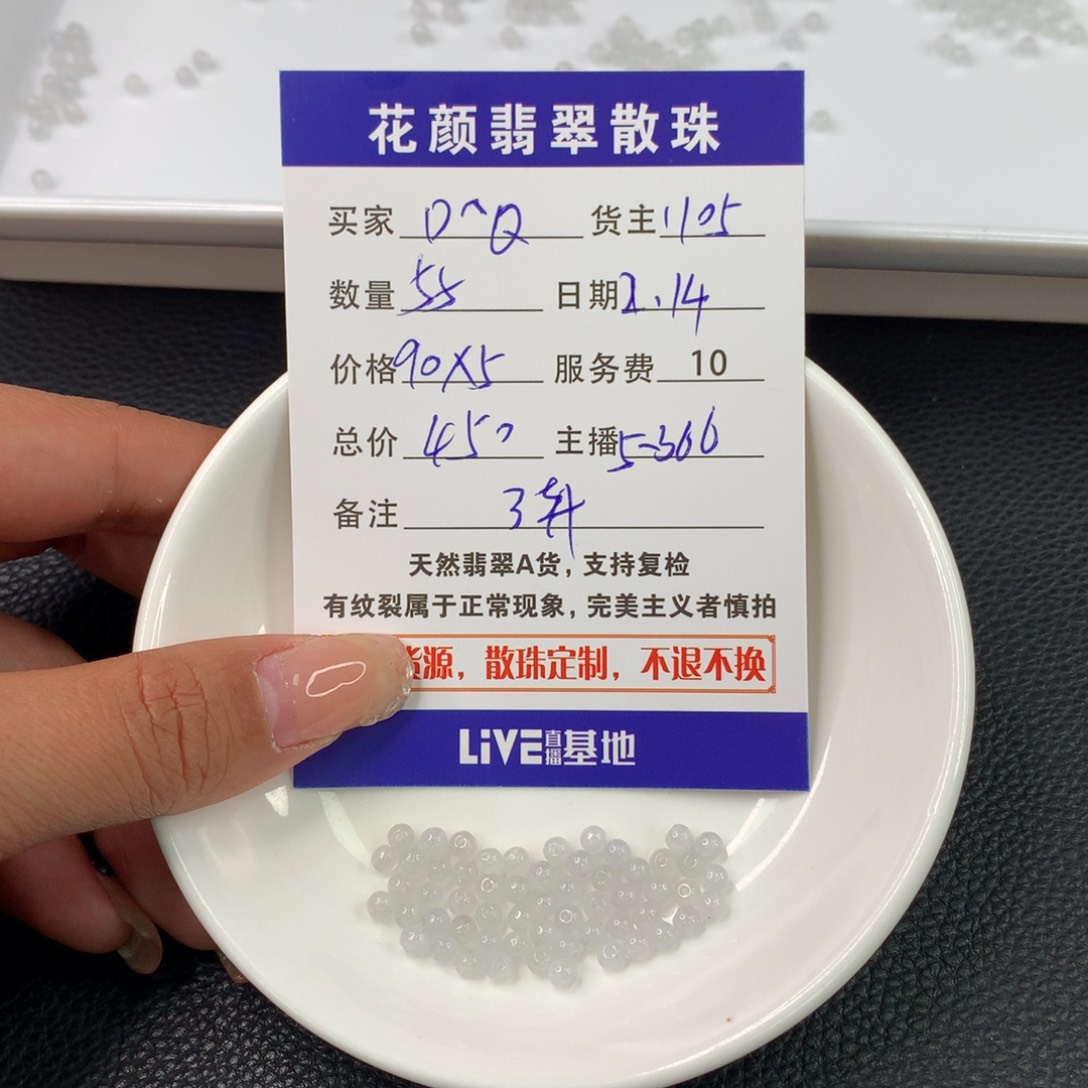 花颜翡翠散珠
买家 D^Q 货主 1105
数量 55 日期 2.14
价格 90X5 服务费 10
总价 450 主播 5-366
备注 3
天然翡翠A货，支持复检
有纹裂属于正常现象，完美主义者慎拍
货源，散珠定制，不退不换
LiVE直播基地